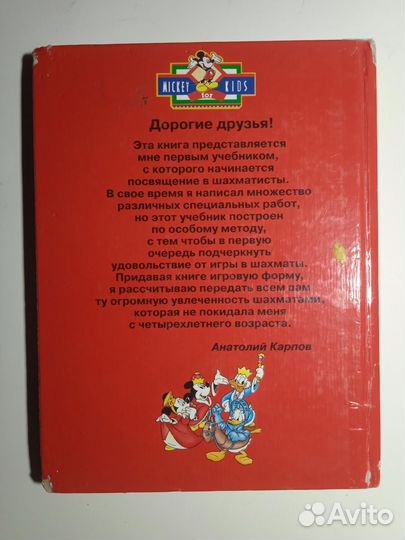 MICKEY for KIDS
Дорогие друзья!
Эта книга представляется
мне первым учебником,
с которого начинается
посвящение в шахматисты.
В свое время я написал множество
различных специальных работ,
но этот учебник построен
по особому методу,
с тем чтобы в первую
очередь подчеркнуть
удовольствие от игры в шахматы.
Придавая книге игровую форму,
я рассчитываю передать всем вам
ту огромную увлеченность шахматами,
которая не покидала меня
с четырехлетнего возраста.
Анатолий Карпов
Avito